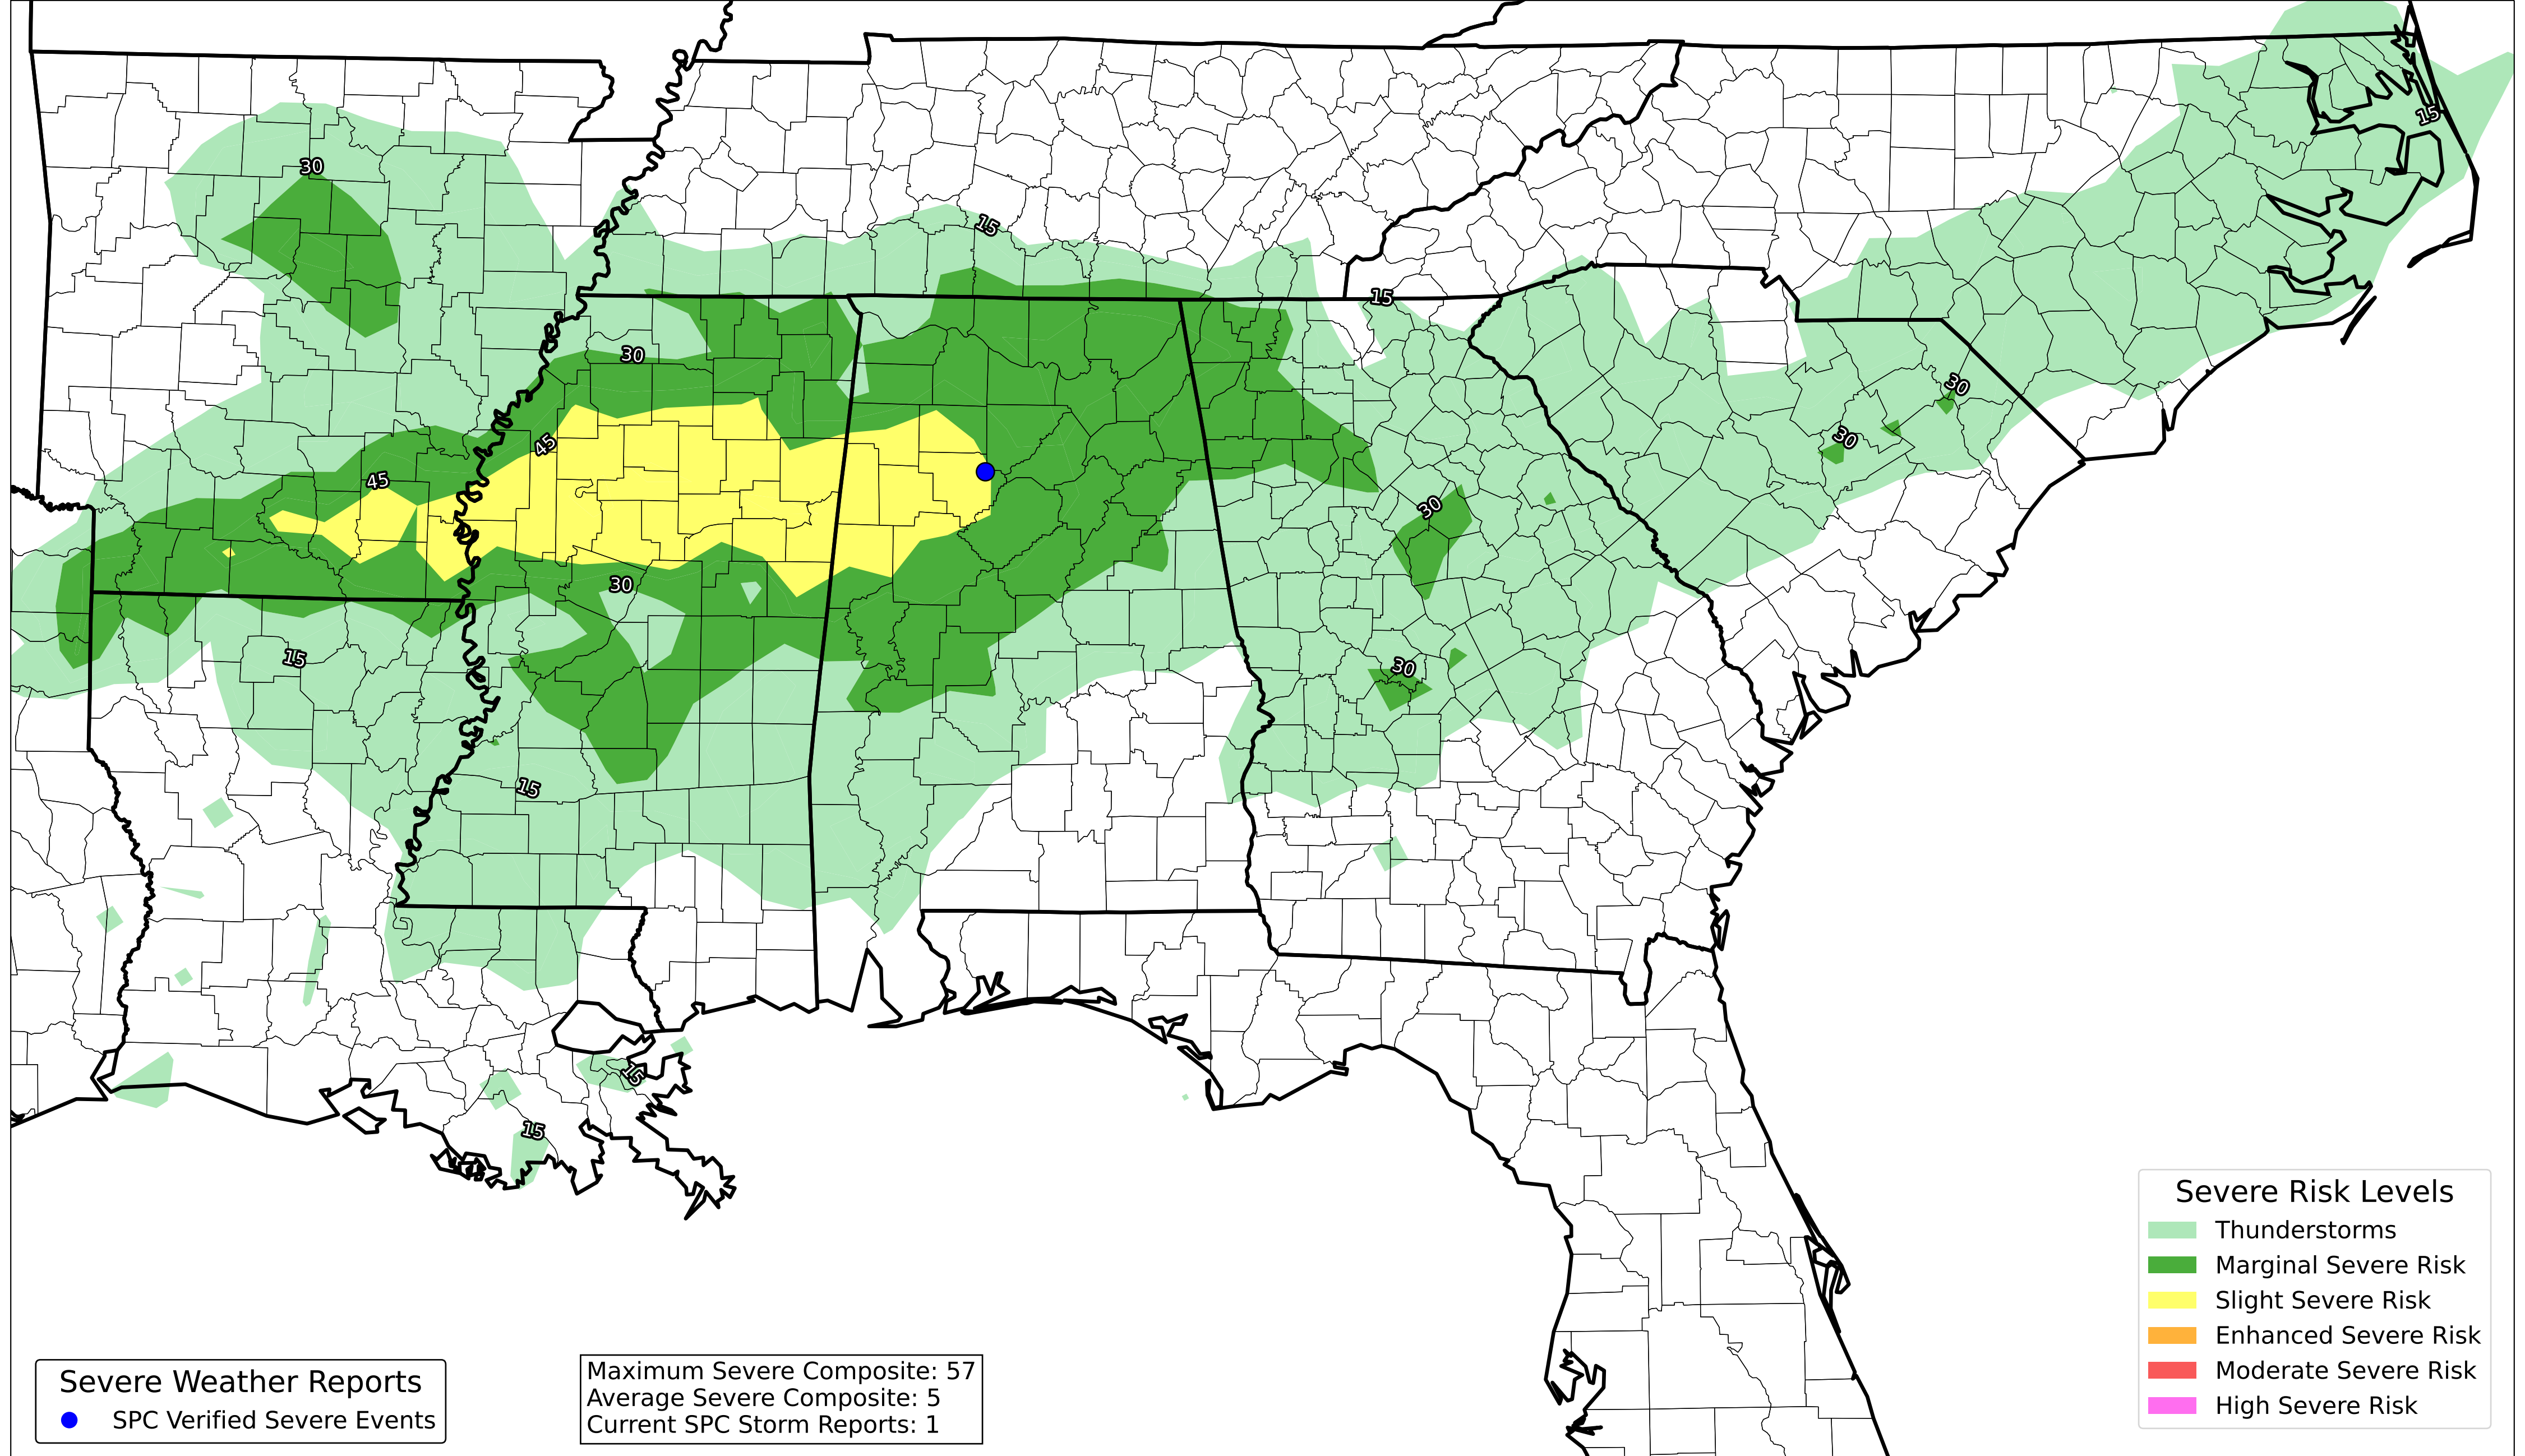 15
30
15
15
30
30
45
30
45
30
30
15
30
15
15
15
Severe Risk Levels
Thunderstorms
Marginal Severe Risk
Slight Severe Risk
Enhanced Severe Risk
Moderate Severe Risk
High Severe Risk
Severe Weather Reports
SPC Verified Severe Events
Maximum Severe Composite: 57
Average Severe Composite: 5
Current SPC Storm Reports: 1